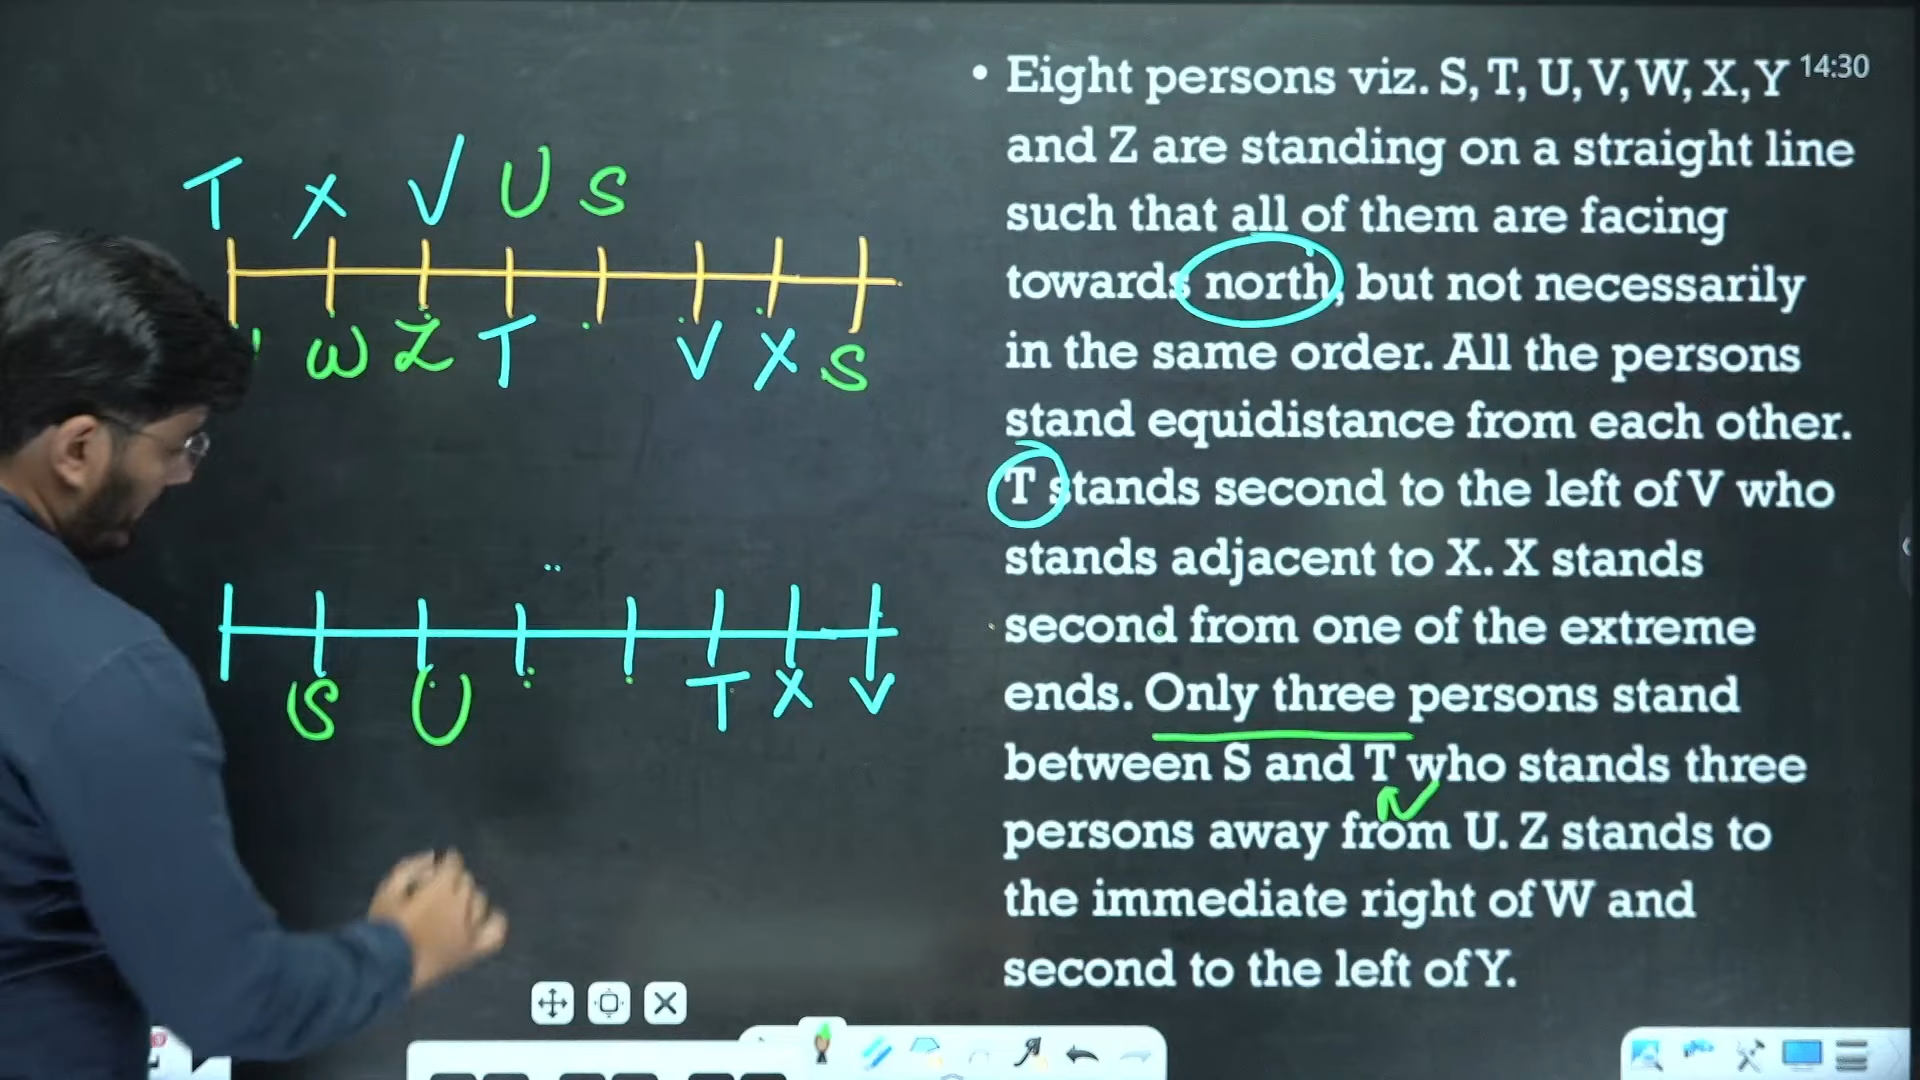 • Eight persons viz. S, T, U, V, W, X, Y
14:30
and Z are standing on a straight line
such that all of them are facing
towards north, but not necessarily
in the same order. All the persons
stand equidistance from each other.
T stands second to the left of V who
stands adjacent to X. X stands
second from one of the extreme
ends. Only three persons stand
between S and T who stands three
persons away from U. Z stands to
the immediate right of W and
second to the left of Y.
T X V U S
W Z T V X S
S U T X V